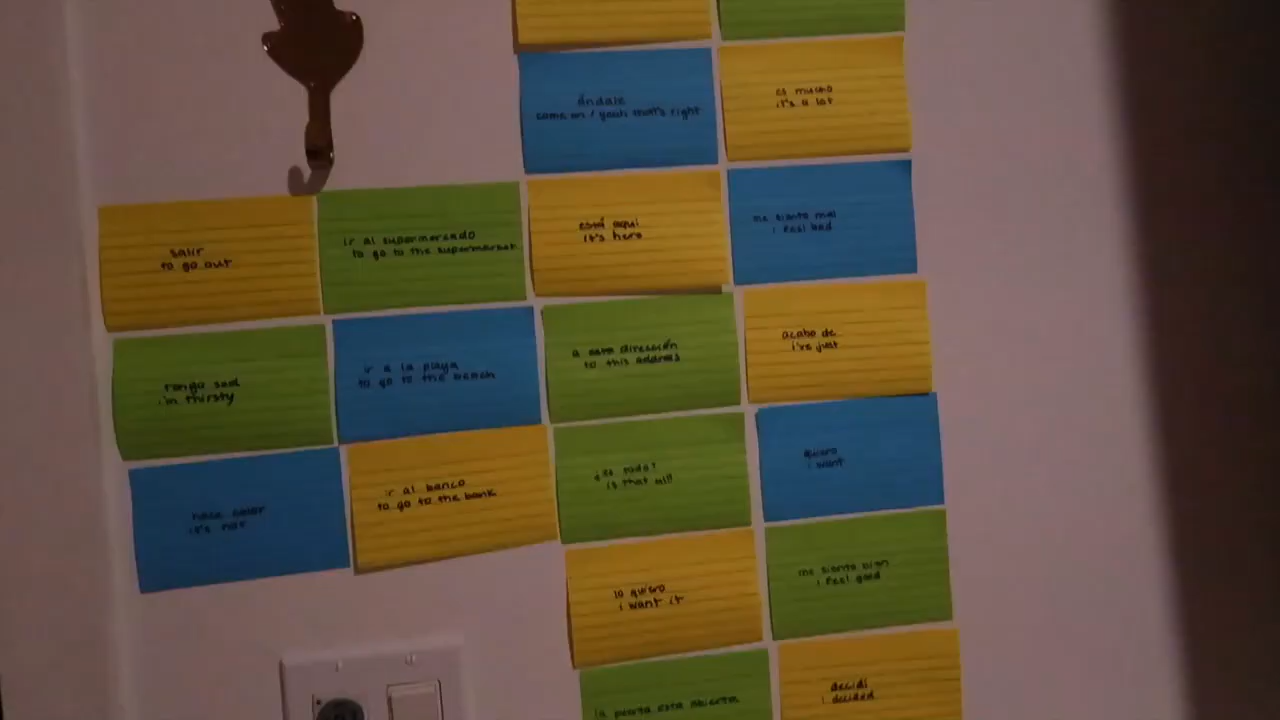 ándale
come on / yeah that's right
es mucho
it's a lot
salir
to go out
ir al supermercado
to go to the supermarket
está aquí
it's here
me siento mal
i feel bad
tengo sed
i'm thirsty
ir a la playa
to go to the beach
a esta dirección
to this address
acabo de
i've just
hace calor
it's hot
ir al banco
to go to the bank
¿es todo?
is that all?
quiero
i want
lo quiero
i want it
me siento bien
i feel good
la puerta está abierta
decidí
i decided